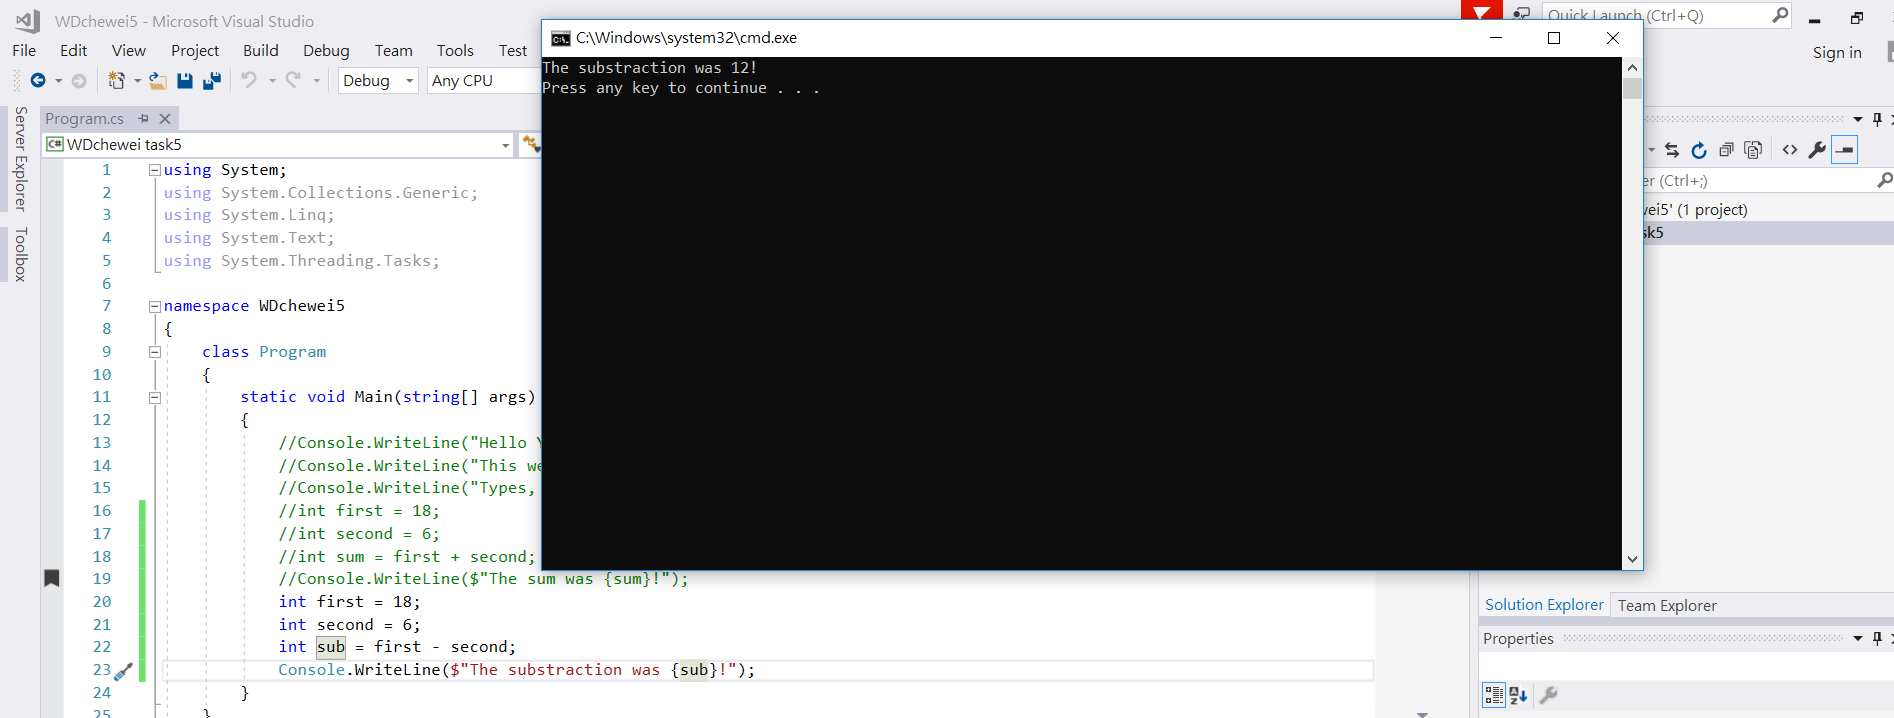 WDchewei5 - Microsoft Visual Studio
Quick Launch (Ctrl+Q)
File Edit View Project Build Debug Team Tools Test
Sign in
Debug Any CPU
C:\Windows\system32\cmd.exe
The substraction was 12!
Press any key to continue . . .
Server Explorer
Toolbox
Program.cs
C# WDchewei task5
1 using System;
2 using System.Collections.Generic;
3 using System.Linq;
4 using System.Text;
5 using System.Threading.Tasks;
6
7 namespace WDchewei5
8 {
9 class Program
10 {
11 static void Main(string[] args)
12 {
13 //Console.WriteLine("Hello Y
14 //Console.WriteLine("This we
15 //Console.WriteLine("Types,
16 //int first = 18;
17 //int second = 6;
18 //int sum = first + second;
19 //Console.WriteLine($"The sum was {sum}!");
20 int first = 18;
21 int second = 6;
22 int sub = first - second;
23 Console.WriteLine($"The substraction was {sub}!");
24 }
25 }
er (Ctrl+;)
wei5' (1 project)
sk5
Solution Explorer Team Explorer
Properties